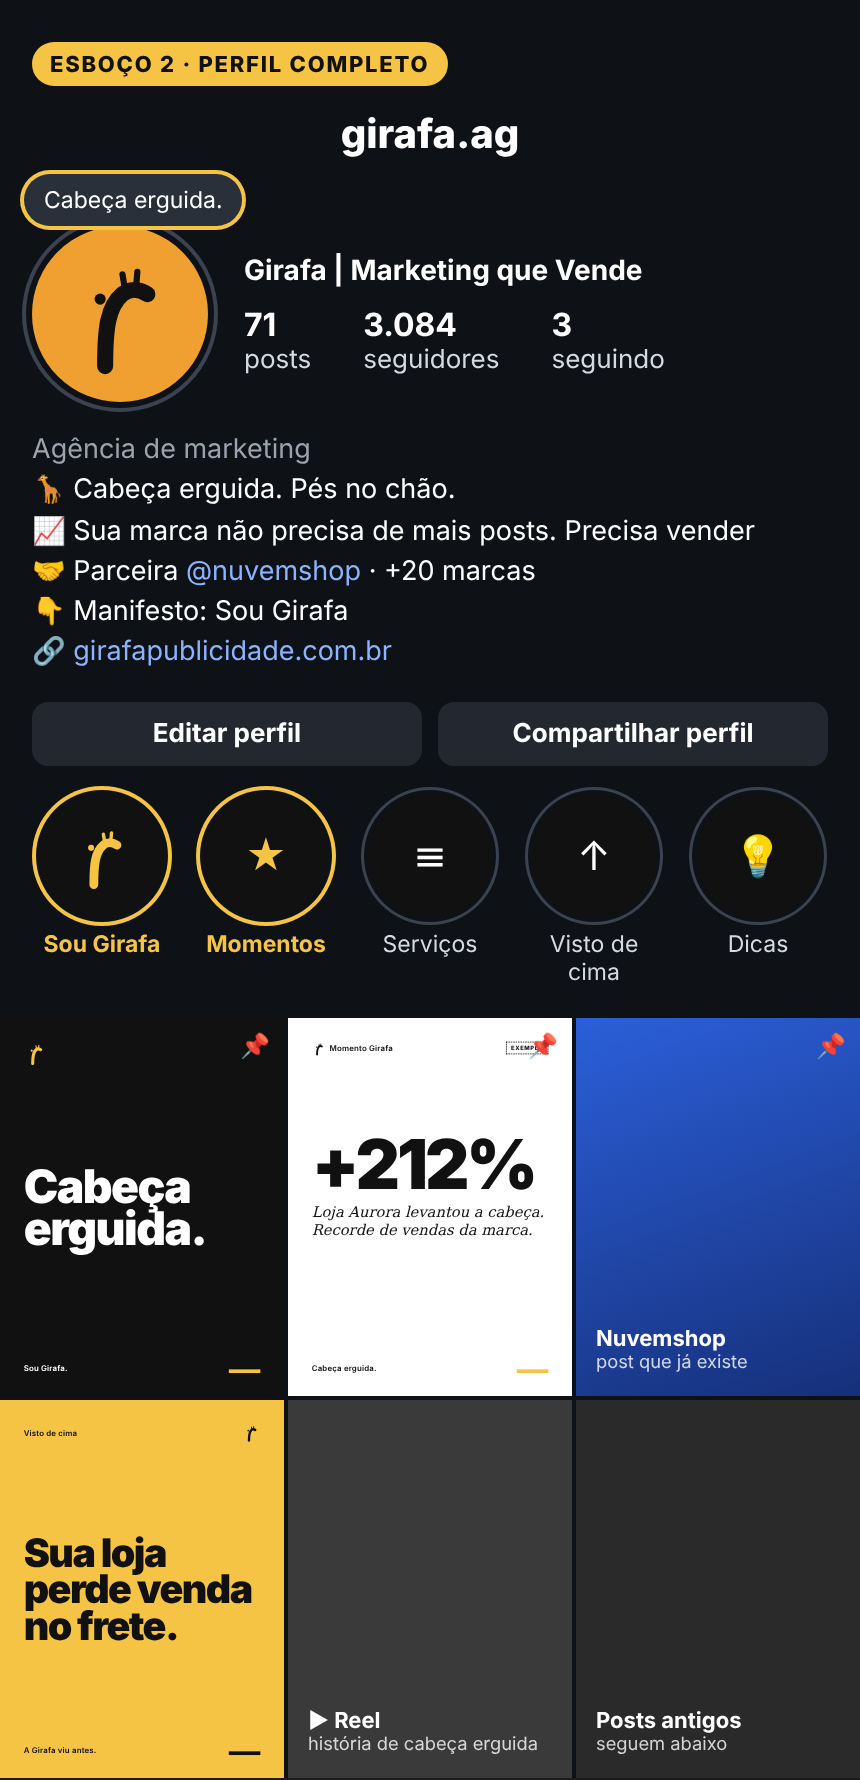 ESBOÇO 2 · PERFIL COMPLETO
girafa.ag
Cabeça erguida.
Girafa | Marketing que Vende
71 3.084 3
posts seguidores seguindo
Agência de marketing
🦒 Cabeça erguida. Pés no chão.
📈 Sua marca não precisa de mais posts. Precisa vender
🤝 Parceira @nuvemshop · +20 marcas
👇 Manifesto: Sou Girafa
🔗 girafapublicidade.com.br
Editar perfil Compartilhar perfil
Sou Girafa Momentos Serviços Visto de cima Dicas
Cabeça
erguida.
Sou Girafa.
Momento Girafa
+212%
Loja Aurora levantou a cabeça.
Recorde de vendas da marca.
Cabeça erguida.
Nuvemshop
post que já existe
Visto de cima
Sua loja
perde venda
no frete.
A Girafa viu antes.
▶ Reel
história de cabeça erguida
Posts antigos
seguem abaixo